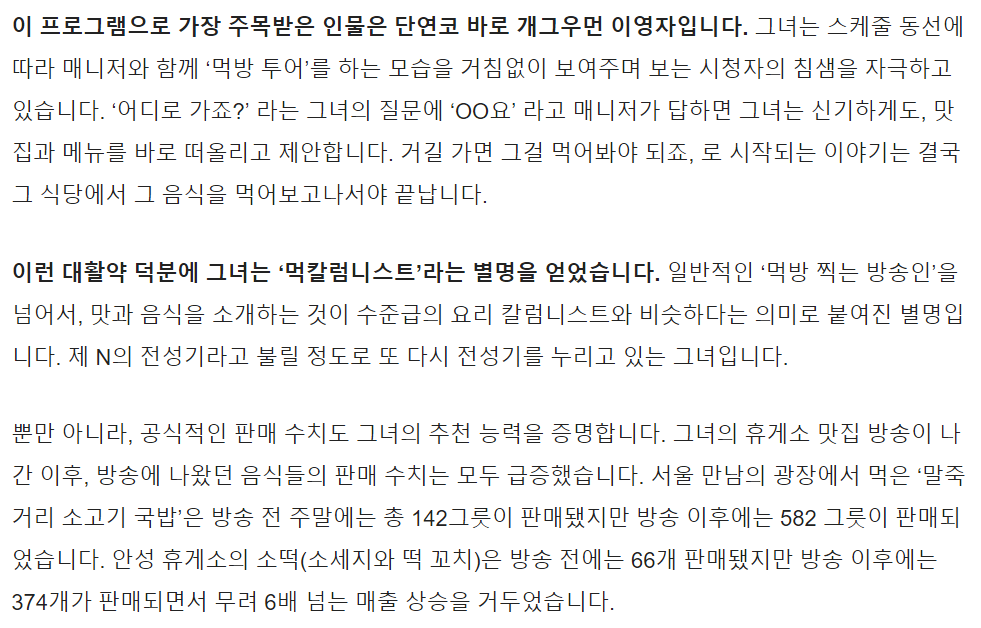 이 프로그램으로 가장 주목받은 인물은 단연코 바로 개그우먼 이영자입니다. 그녀는 스케줄 동선에
따라 매니저와 함께 ‘먹방 투어’를 하는 모습을 거침없이 보여주며 보는 시청자의 침샘을 자극하고
있습니다. ‘어디로 가죠?’ 라는 그녀의 질문에 ‘OO요’ 라고 매니저가 답하면 그녀는 신기하게도, 맛
집과 메뉴를 바로 떠올리고 제안합니다. 거길 가면 그걸 먹어봐야 되죠, 로 시작되는 이야기는 결국
그 식당에서 그 음식을 먹어보고나서야 끝납니다.
이런 대활약 덕분에 그녀는 ‘먹칼럼니스트’라는 별명을 얻었습니다. 일반적인 ‘먹방 찍는 방송인’을
넘어서, 맛과 음식을 소개하는 것이 수준급의 요리 칼럼니스트와 비슷하다는 의미로 붙여진 별명입
니다. 제 N의 전성기라고 불릴 정도로 또 다시 전성기를 누리고 있는 그녀입니다.
뿐만 아니라, 공식적인 판매 수치도 그녀의 추천 능력을 증명합니다. 그녀의 휴게소 맛집 방송이 나
간 이후, 방송에 나왔던 음식들의 판매 수치는 모두 급증했습니다. 서울 만남의 광장에서 먹은 ‘말죽
거리 소고기 국밥’은 방송 전 주말에는 총 142그릇이 판매됐지만 방송 이후에는 582 그릇이 판매되
었습니다. 안성 휴게소의 소떡(소세지와 떡 꼬치)은 방송 전에는 66개 판매됐지만 방송 이후에는
374개가 판매되면서 무려 6배 넘는 매출 상승을 거두었습니다.